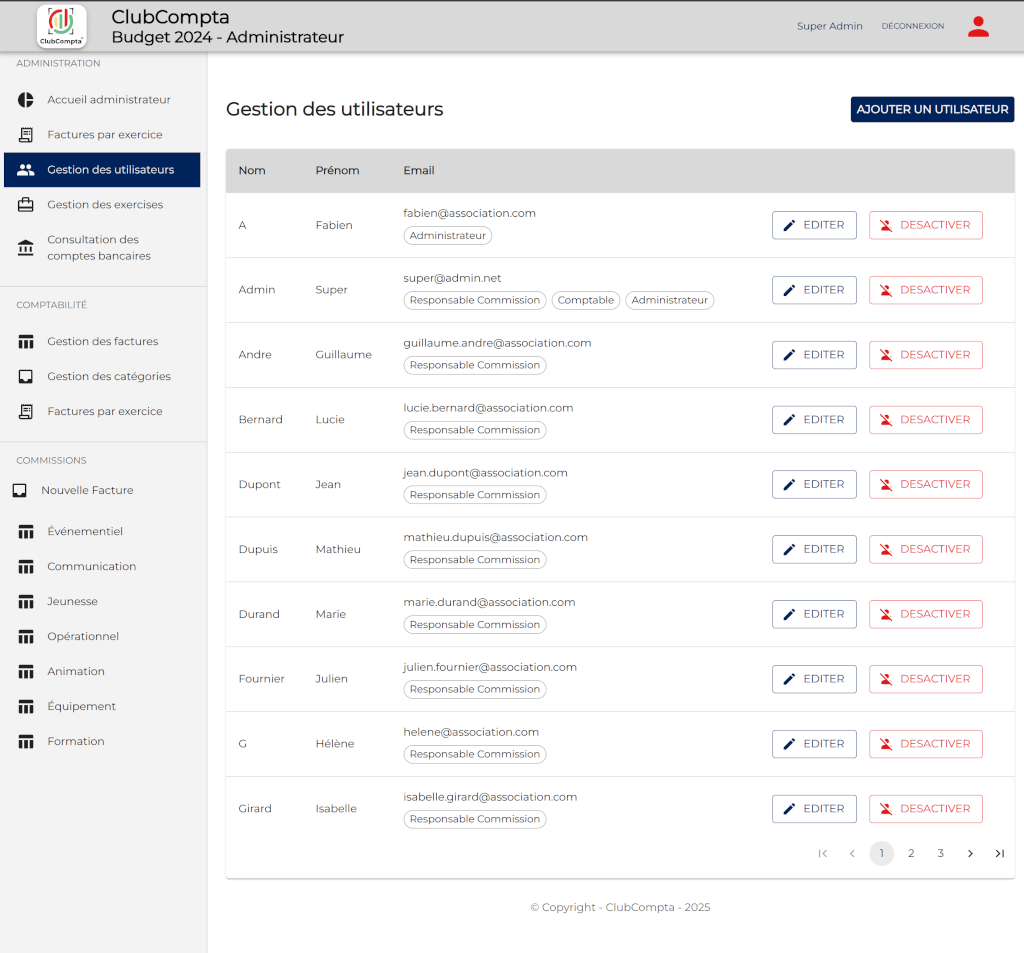 ClubCompta
ClubCompta
Budget 2024 - Administrateur
Super Admin
DÉCONNEXION
ADMINISTRATION
Accueil administrateur
Factures par exercice
Gestion des utilisateurs
Gestion des exercises
Consultation des
comptes bancaires
COMPTABILITÉ
Gestion des factures
Gestion des catégories
Factures par exercice
COMMISSIONS
Nouvelle Facture
Événementiel
Communication
Jeunesse
Opérationnel
Animation
Équipement
Formation
Gestion des utilisateurs
AJOUTER UN UTILISATEUR
Nom Prénom Email
A Fabien fabien@association.com
Administrateur
EDITER DESACTIVER
Admin Super super@admin.net
Responsable Commission Comptable Administrateur
EDITER DESACTIVER
Andre Guillaume guillaume.andre@association.com
Responsable Commission
EDITER DESACTIVER
Bernard Lucie lucie.bernard@association.com
Responsable Commission
EDITER DESACTIVER
Dupont Jean jean.dupont@association.com
Responsable Commission
EDITER DESACTIVER
Dupuis Mathieu mathieu.dupuis@association.com
Responsable Commission
EDITER DESACTIVER
Durand Marie marie.durand@association.com
Responsable Commission
EDITER DESACTIVER
Fournier Julien julien.fournier@association.com
Responsable Commission
EDITER DESACTIVER
G Hélène helene@association.com
Responsable Commission
EDITER DESACTIVER
Girard Isabelle isabelle.girard@association.com
Responsable Commission
EDITER DESACTIVER
1 2 3
© Copyright - ClubCompta - 2025